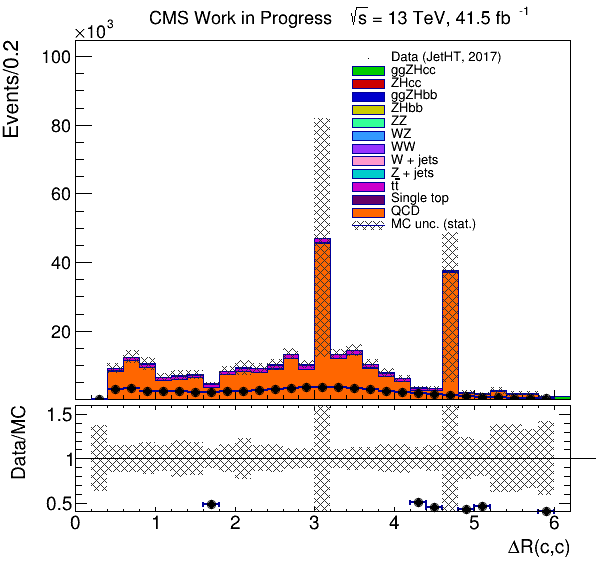 CMS Work in Progress √s = 13 TeV, 41.5 fb⁻¹
×10³
Events/0.2
100
80
60
40
20
Data (JetHT, 2017)
ggZHcc
ZHcc
ggZHbb
ZHbb
ZZ
WZ
WW
W + jets
Z + jets
tt̅
Single top
QCD
MC unc. (stat.)
Data/MC
1.5
1
0.5
0 1 2 3 4 5 6
ΔR(c,c)